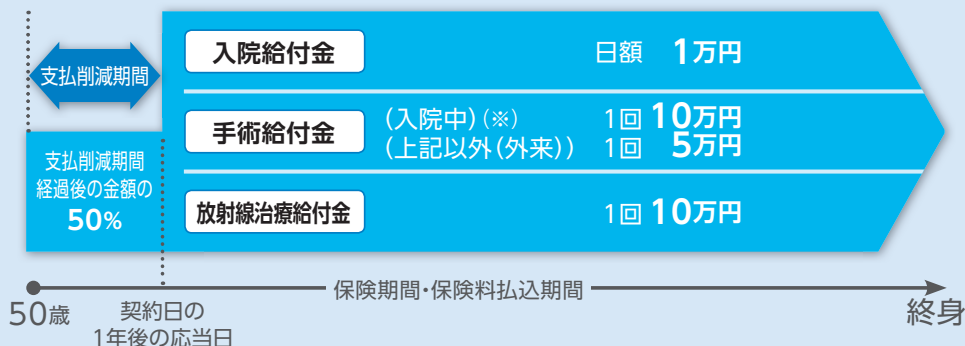 支払削減期間
支払削減期間
経過後の金額の
50%
入院給付金 日額 1万円
手術給付金 (入院中)(※) 1回 10万円
(上記以外(外来)) 1回 5万円
放射線治療給付金 1回 10万円
保険期間・保険料払込期間
50歳 契約日の 終身
1年後の応当日